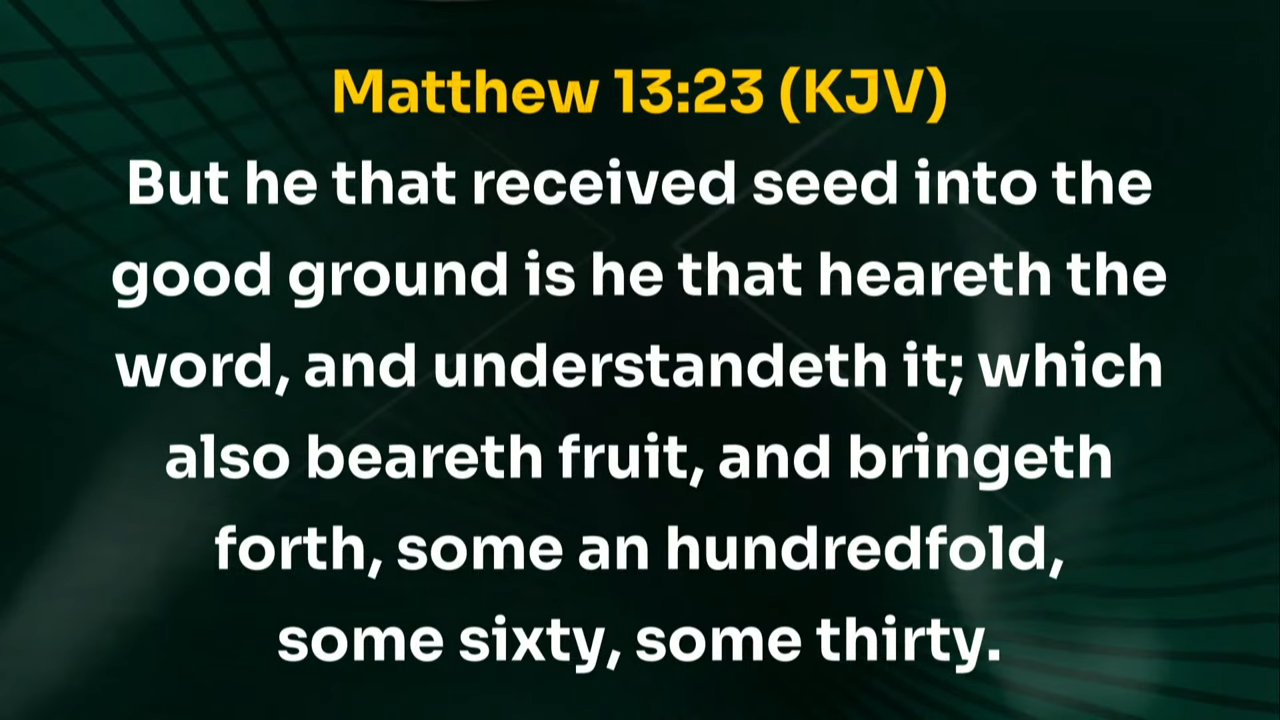 Matthew 13:23 (KJV)
But he that received seed into the
good ground is he that heareth the
word, and understandeth it; which
also beareth fruit, and bringeth
forth, some an hundredfold,
some sixty, some thirty.